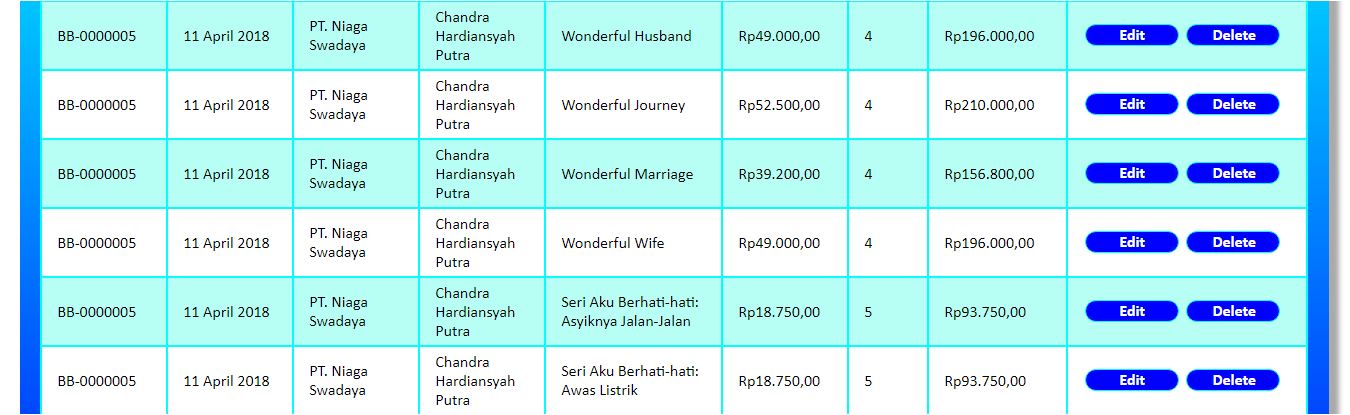 BB-0000005 11 April 2018 PT. Niaga Swadaya Chandra Hardiansyah Putra Wonderful Husband Rp49.000,00 4 Rp196.000,00 Edit Delete
BB-0000005 11 April 2018 PT. Niaga Swadaya Chandra Hardiansyah Putra Wonderful Journey Rp52.500,00 4 Rp210.000,00 Edit Delete
BB-0000005 11 April 2018 PT. Niaga Swadaya Chandra Hardiansyah Putra Wonderful Marriage Rp39.200,00 4 Rp156.800,00 Edit Delete
BB-0000005 11 April 2018 PT. Niaga Swadaya Chandra Hardiansyah Putra Wonderful Wife Rp49.000,00 4 Rp196.000,00 Edit Delete
BB-0000005 11 April 2018 PT. Niaga Swadaya Chandra Hardiansyah Putra Seri Aku Berhati-hati: Asyiknya Jalan-Jalan Rp18.750,00 5 Rp93.750,00 Edit Delete
BB-0000005 11 April 2018 PT. Niaga Swadaya Chandra Hardiansyah Putra Seri Aku Berhati-hati: Awas Listrik Rp18.750,00 5 Rp93.750,00 Edit Delete